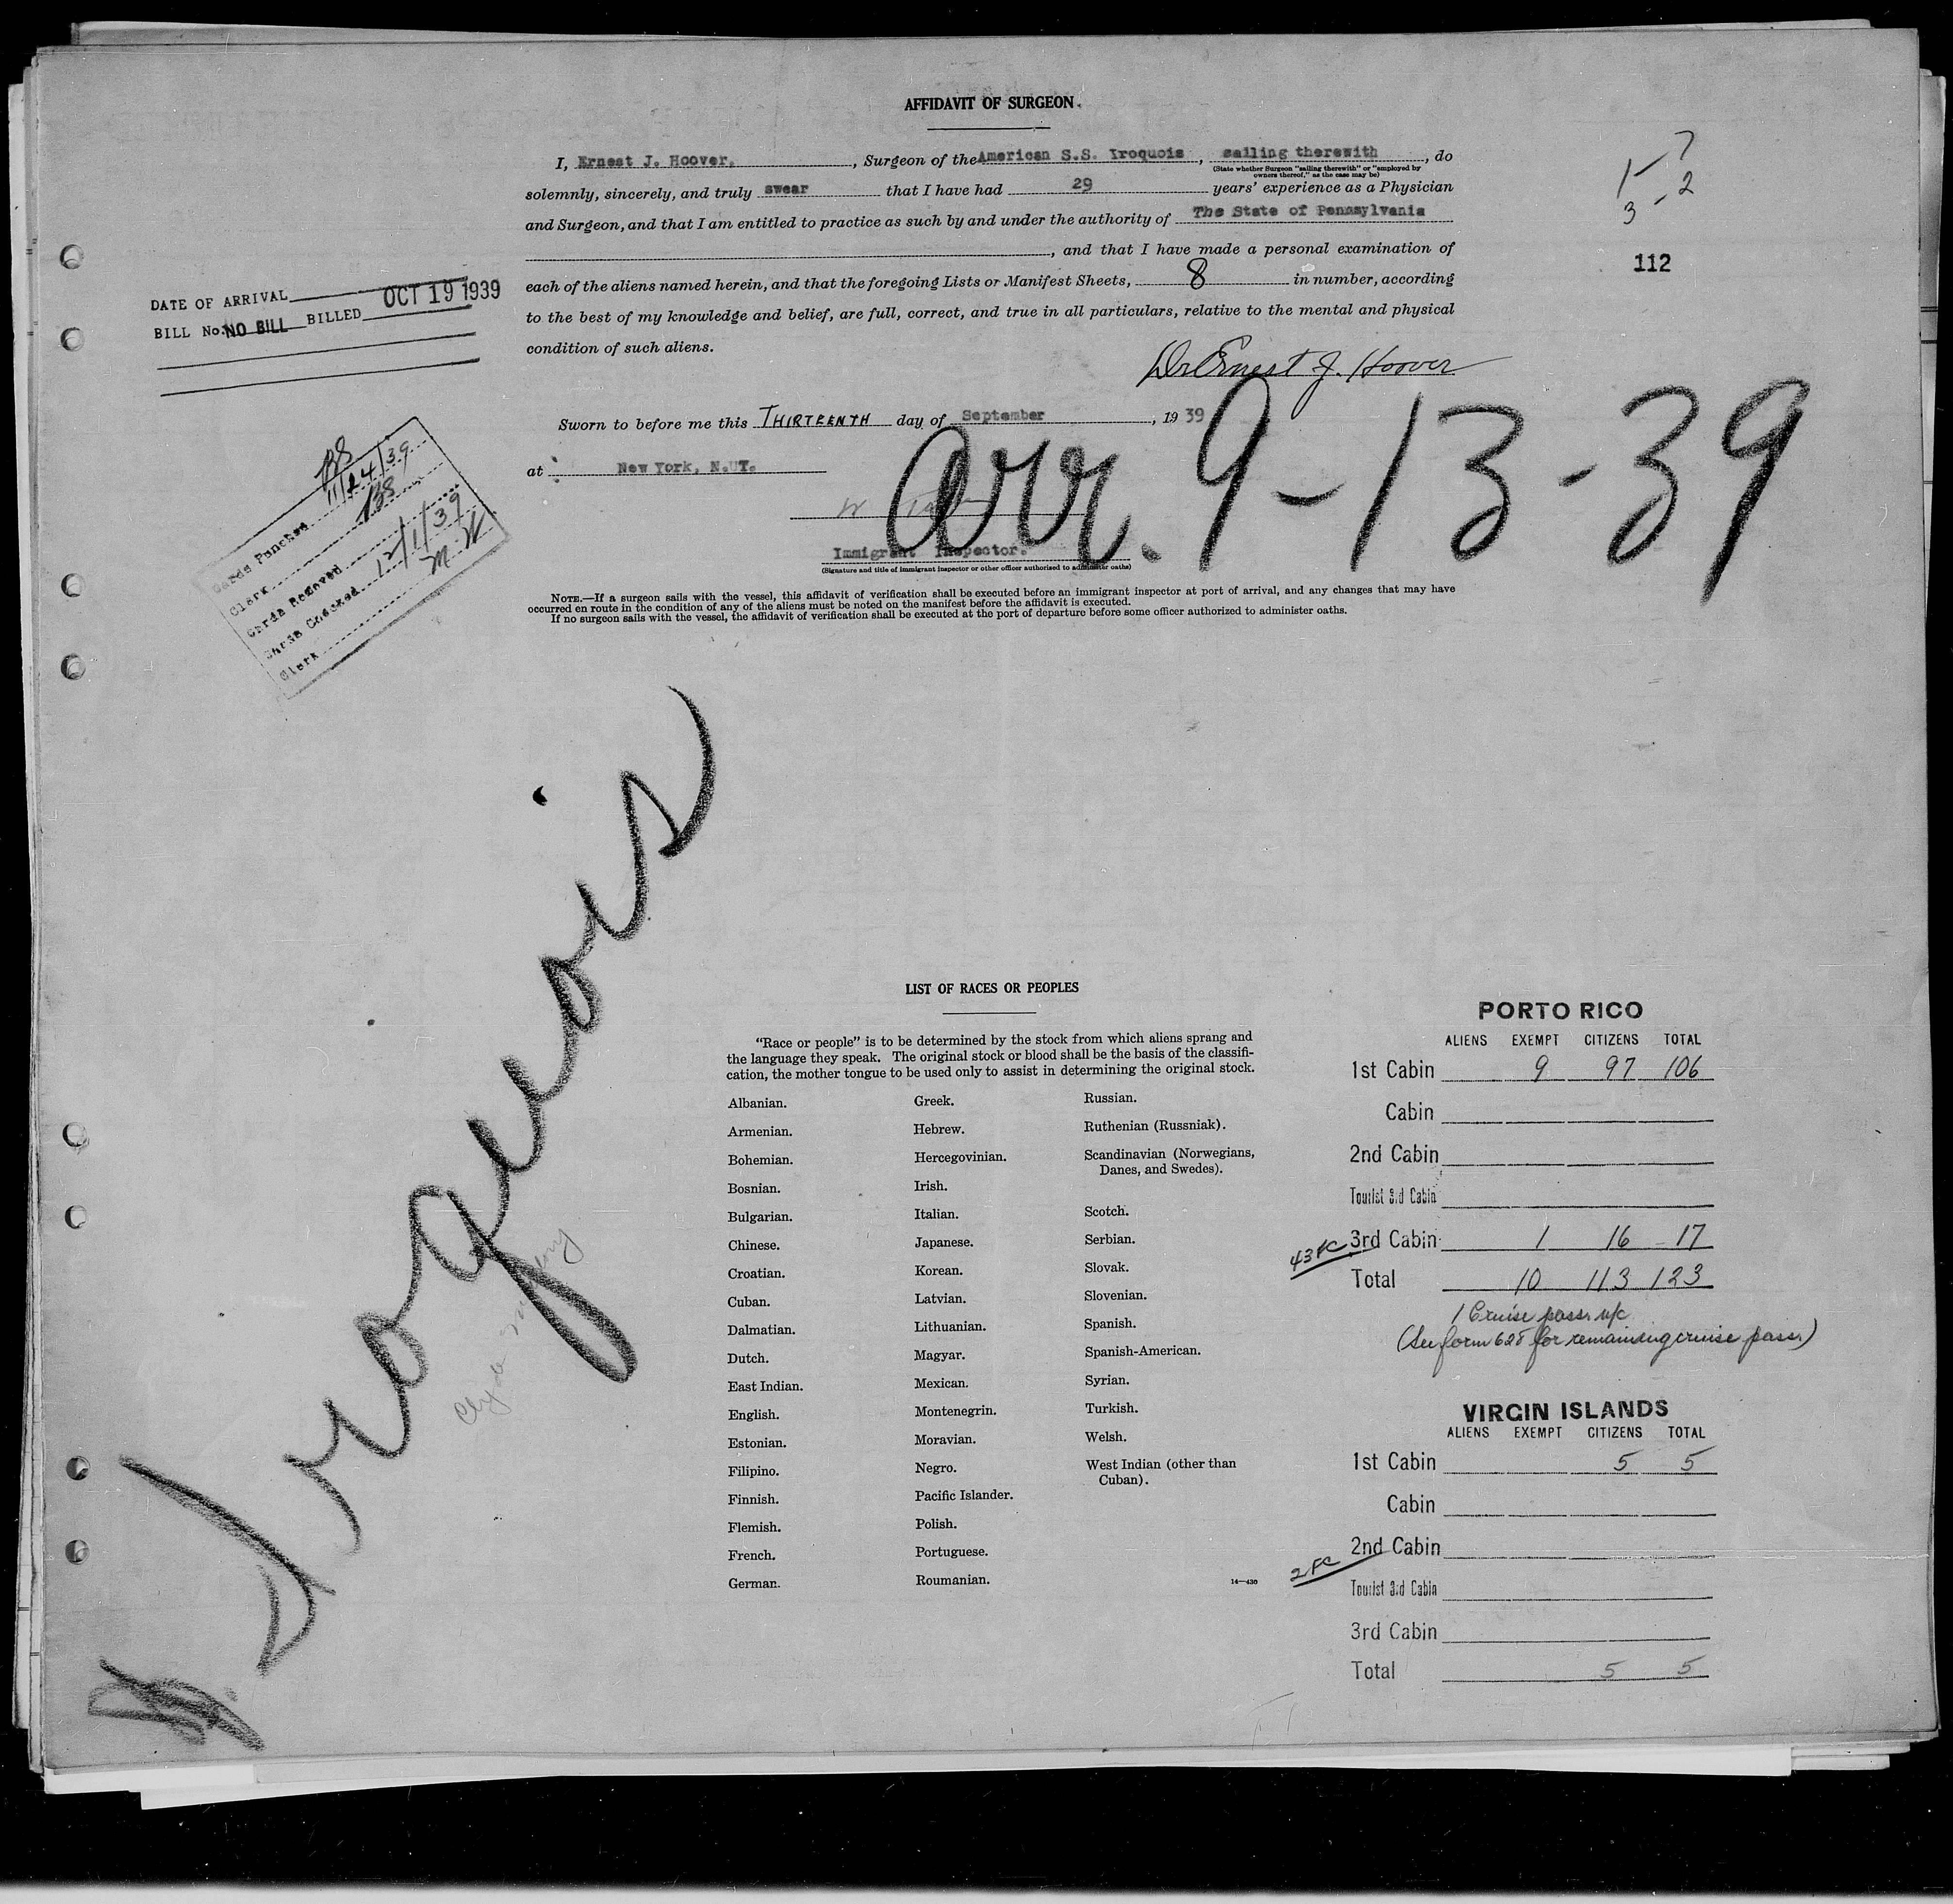 AFFIDAVIT OF SURGEON.
I, Ernest J. Hoover. , Surgeon of the American S.S. Iroquois , sailing therewith , do
(State whether Surgeon "sailing therewith" or "employed by
owners thereof," as the case may be)
solemnly, sincerely, and truly swear that I have had 29 years' experience as a Physician
and Surgeon, and that I am entitled to practice as such by and under the authority of The State of Pennsylvania
, and that I have made a personal examination of
each of the aliens named herein, and that the foregoing Lists or Manifest Sheets, 8 in number, according
to the best of my knowledge and belief, are full, correct, and true in all particulars, relative to the mental and physical
condition of such aliens.
Dr Ernest J. Hoover
Sworn to before me this THIRTEENTH day of September , 1939
at New York, N.
Immigrant Inspector.
(Signature and title of immigrant inspector or other officer authorized to administer oaths)
Arr. 9-13-39
NOTE.—If a surgeon sails with the vessel, this affidavit of verification shall be executed before an immigrant inspector at port of arrival, and any changes that may have
occurred en route in the condition of any of the aliens must be noted on the manifest before the affidavit is executed.
If no surgeon sails with the vessel, the affidavit of verification shall be executed at the port of departure before some officer authorized to administer oaths.
7
1 - 2
3
112
DATE OF ARRIVAL OCT 19 1939
BILL No. NO BILL BILLED
Cards Punched 11/24/39
Clerk
Cards Removed
Cards Checked 12/1/39
Clerk M W
Iroquois
LIST OF RACES OR PEOPLES
"Race or people" is to be determined by the stock from which aliens sprang and
the language they speak. The original stock or blood shall be the basis of the classifi-
cation, the mother tongue to be used only to assist in determining the original stock.
Albanian.
Armenian.
Bohemian.
Bosnian.
Bulgarian.
Chinese.
Croatian.
Cuban.
Dalmatian.
Dutch.
East Indian.
English.
Estonian.
Filipino.
Finnish.
Flemish.
French.
German.
Greek.
Hebrew.
Hercegovinian.
Irish.
Italian.
Japanese.
Korean.
Latvian.
Lithuanian.
Magyar.
Mexican.
Montenegrin.
Moravian.
Negro.
Pacific Islander.
Polish.
Portuguese.
Roumanian.
Russian.
Ruthenian (Russniak).
Scandinavian (Norwegians,
Danes, and Swedes).
Scotch.
Serbian.
Slovak.
Slovenian.
Spanish.
Spanish-American.
Syrian.
Turkish.
Welsh.
West Indian (other than
Cuban).
14—430
PORTO RICO
ALIENS EXEMPT CITIZENS TOTAL
1st Cabin 9 97 106
Cabin
2nd Cabin
Tourist 3rd Cabin
43 FC 3rd Cabin 1 16 17
Total 10 113 123
1 Cruise pass.
(See form 628 for remaining cruise pass.)
VIRGIN ISLANDS
ALIENS EXEMPT CITIZENS TOTAL
1st Cabin 5 5
Cabin
2 FC 2nd Cabin
Tourist 3rd Cabin
3rd Cabin
Total 5 5